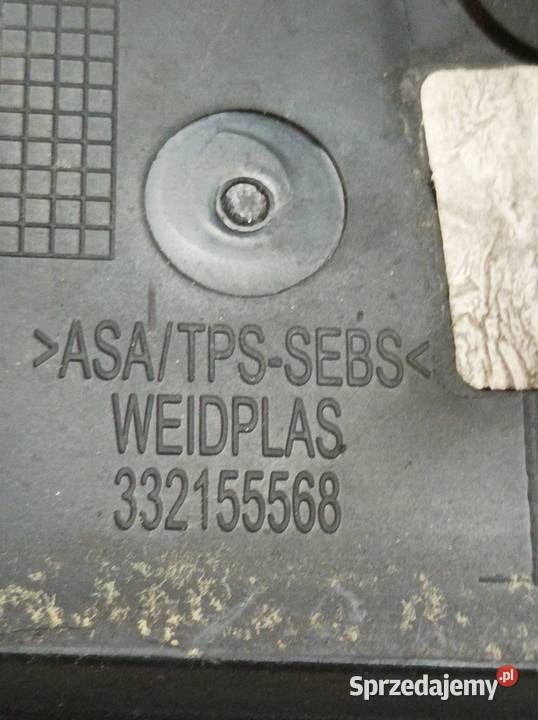 >ASA/TPS-SEBS<
WEIDPLAS
332155568
Sprzedajemy.pl